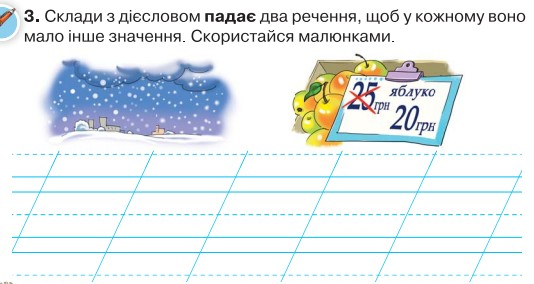 3. Склади з дієсловом падає два речення, щоб у кожному воно
мало інше значення. Скористайся малюнками.
25 грн яблуко
20 грн